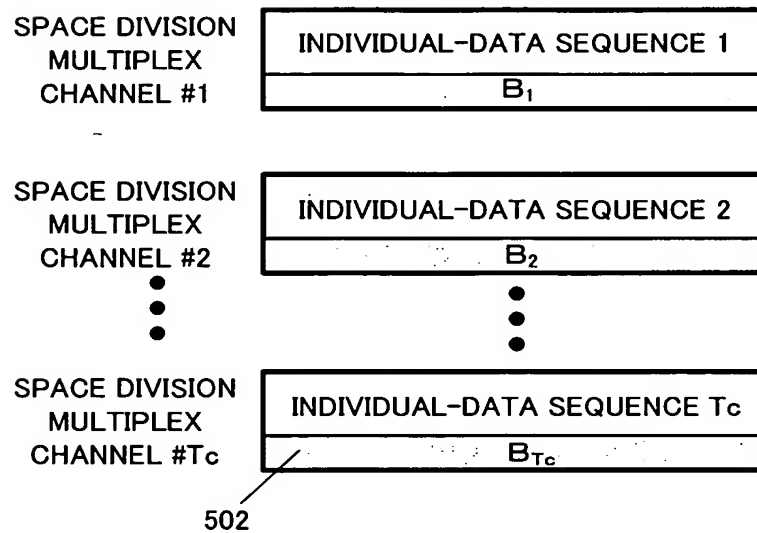 SPACE DIVISION
MULTIPLEX
CHANNEL #1
INDIVIDUAL-DATA SEQUENCE 1
B₁
SPACE DIVISION
MULTIPLEX
CHANNEL #2
INDIVIDUAL-DATA SEQUENCE 2
B₂
SPACE DIVISION
MULTIPLEX
CHANNEL #Tc
INDIVIDUAL-DATA SEQUENCE Tc
B_Tc
502